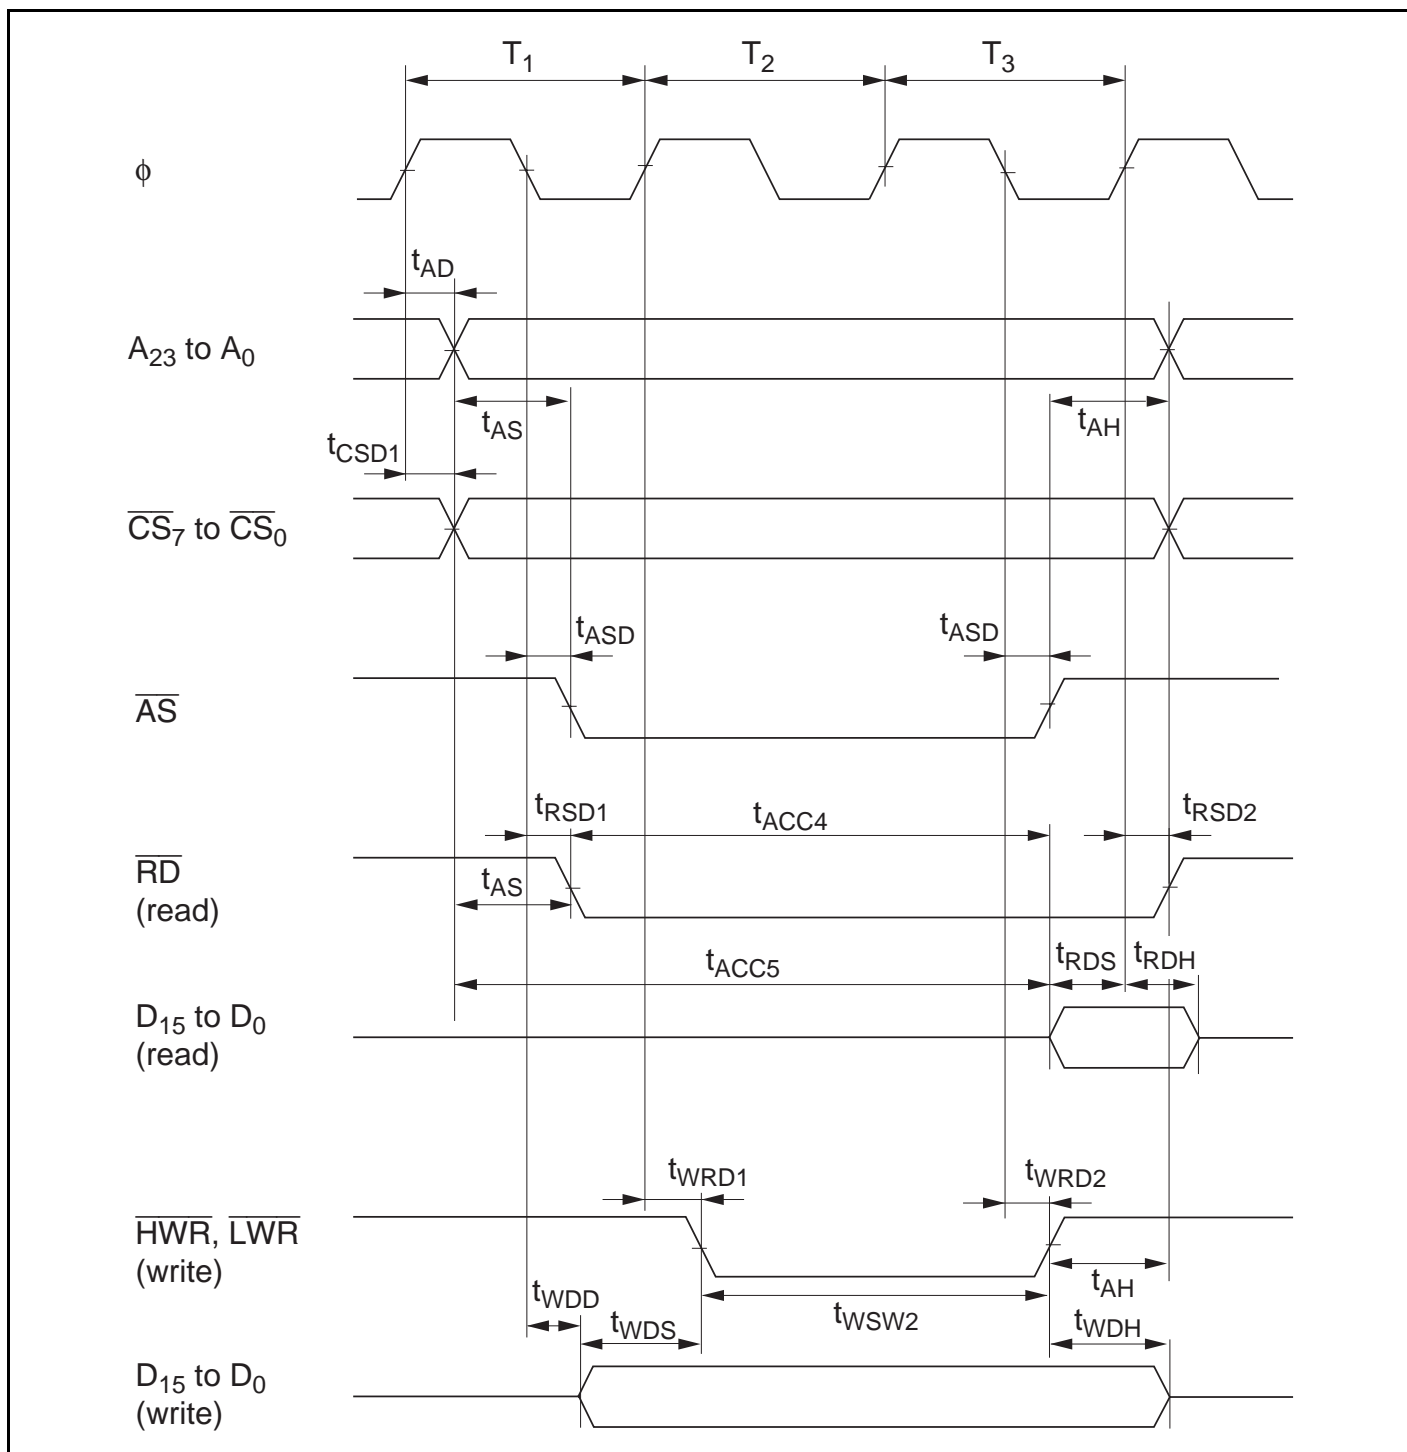 T1 T2 T3
ϕ
tAD
A23 to A0
tAS tAH
tCSD1
CS7 to CS0
tASD tASD
AS
tRSD1 tACC4 tRSD2
RD
(read)
tAS
tACC5 tRDS tRDH
D15 to D0
(read)
tWRD1 tWRD2
HWR, LWR
(write)
tAH
tWDD tWDS tWSW2 tWDH
D15 to D0
(write)